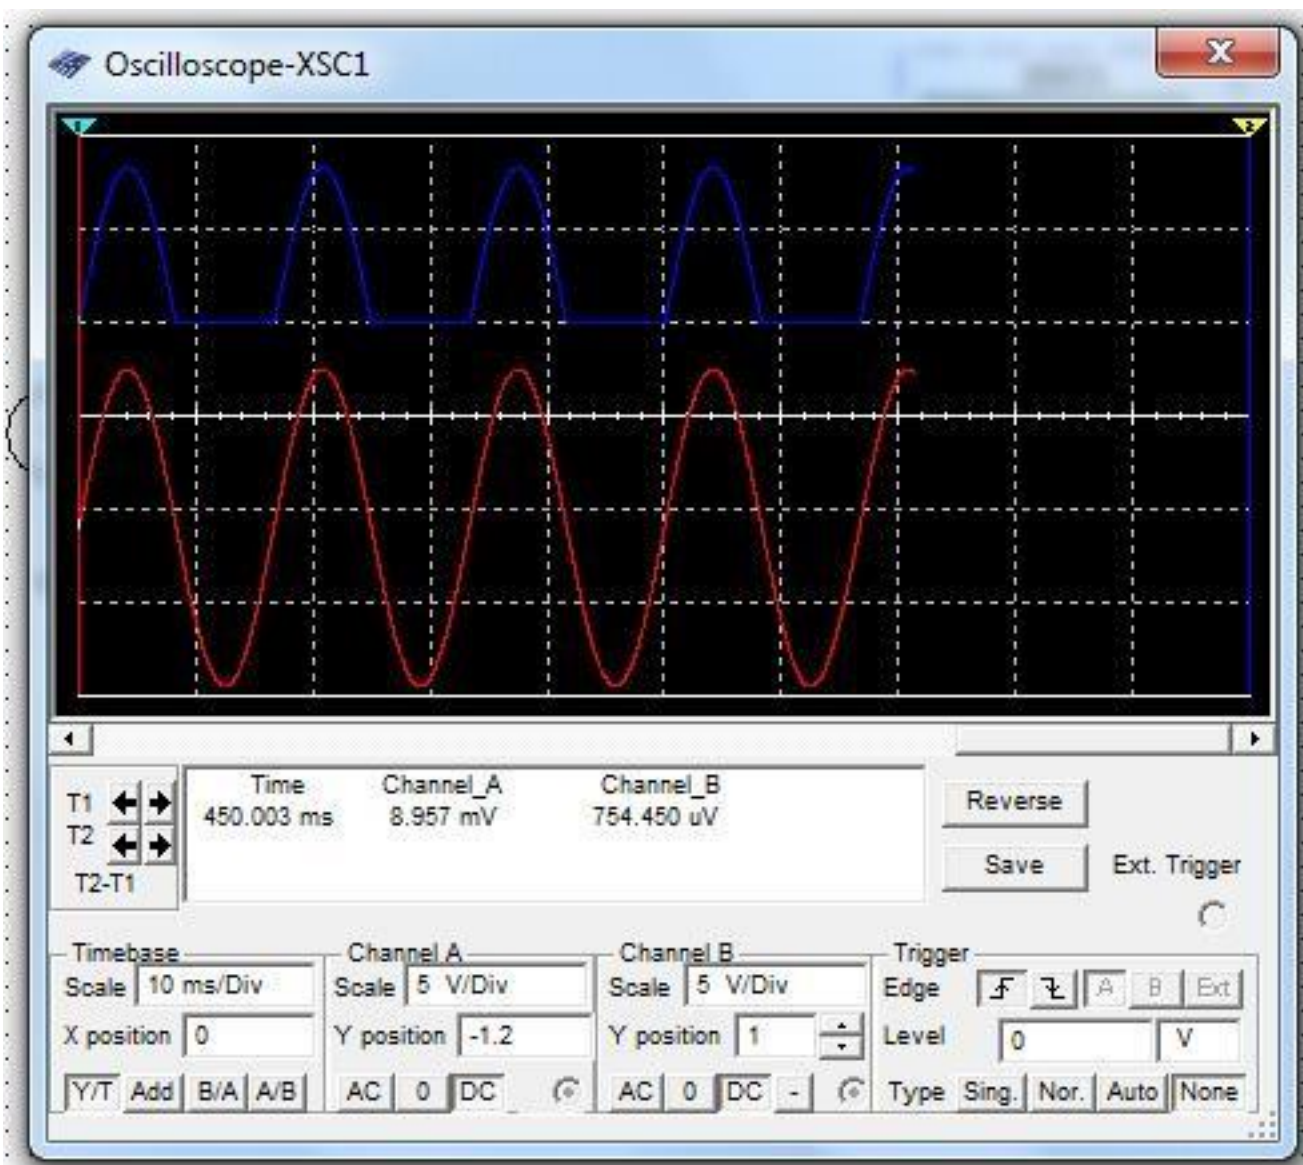 Oscilloscope-XSC1
1 2
Time Channel_A Channel_B
T1 450.003 ms 8.957 mV 754.450 uV
T2
T2-T1
Reverse
Save Ext. Trigger
Timebase Channel A Channel B Trigger
Scale 10 ms/Div Scale 5 V/Div Scale 5 V/Div Edge A B Ext
X position 0 Y position -1.2 Y position 1 Level 0 V
Y/T Add B/A A/B AC 0 DC AC 0 DC - Type Sing. Nor. Auto None